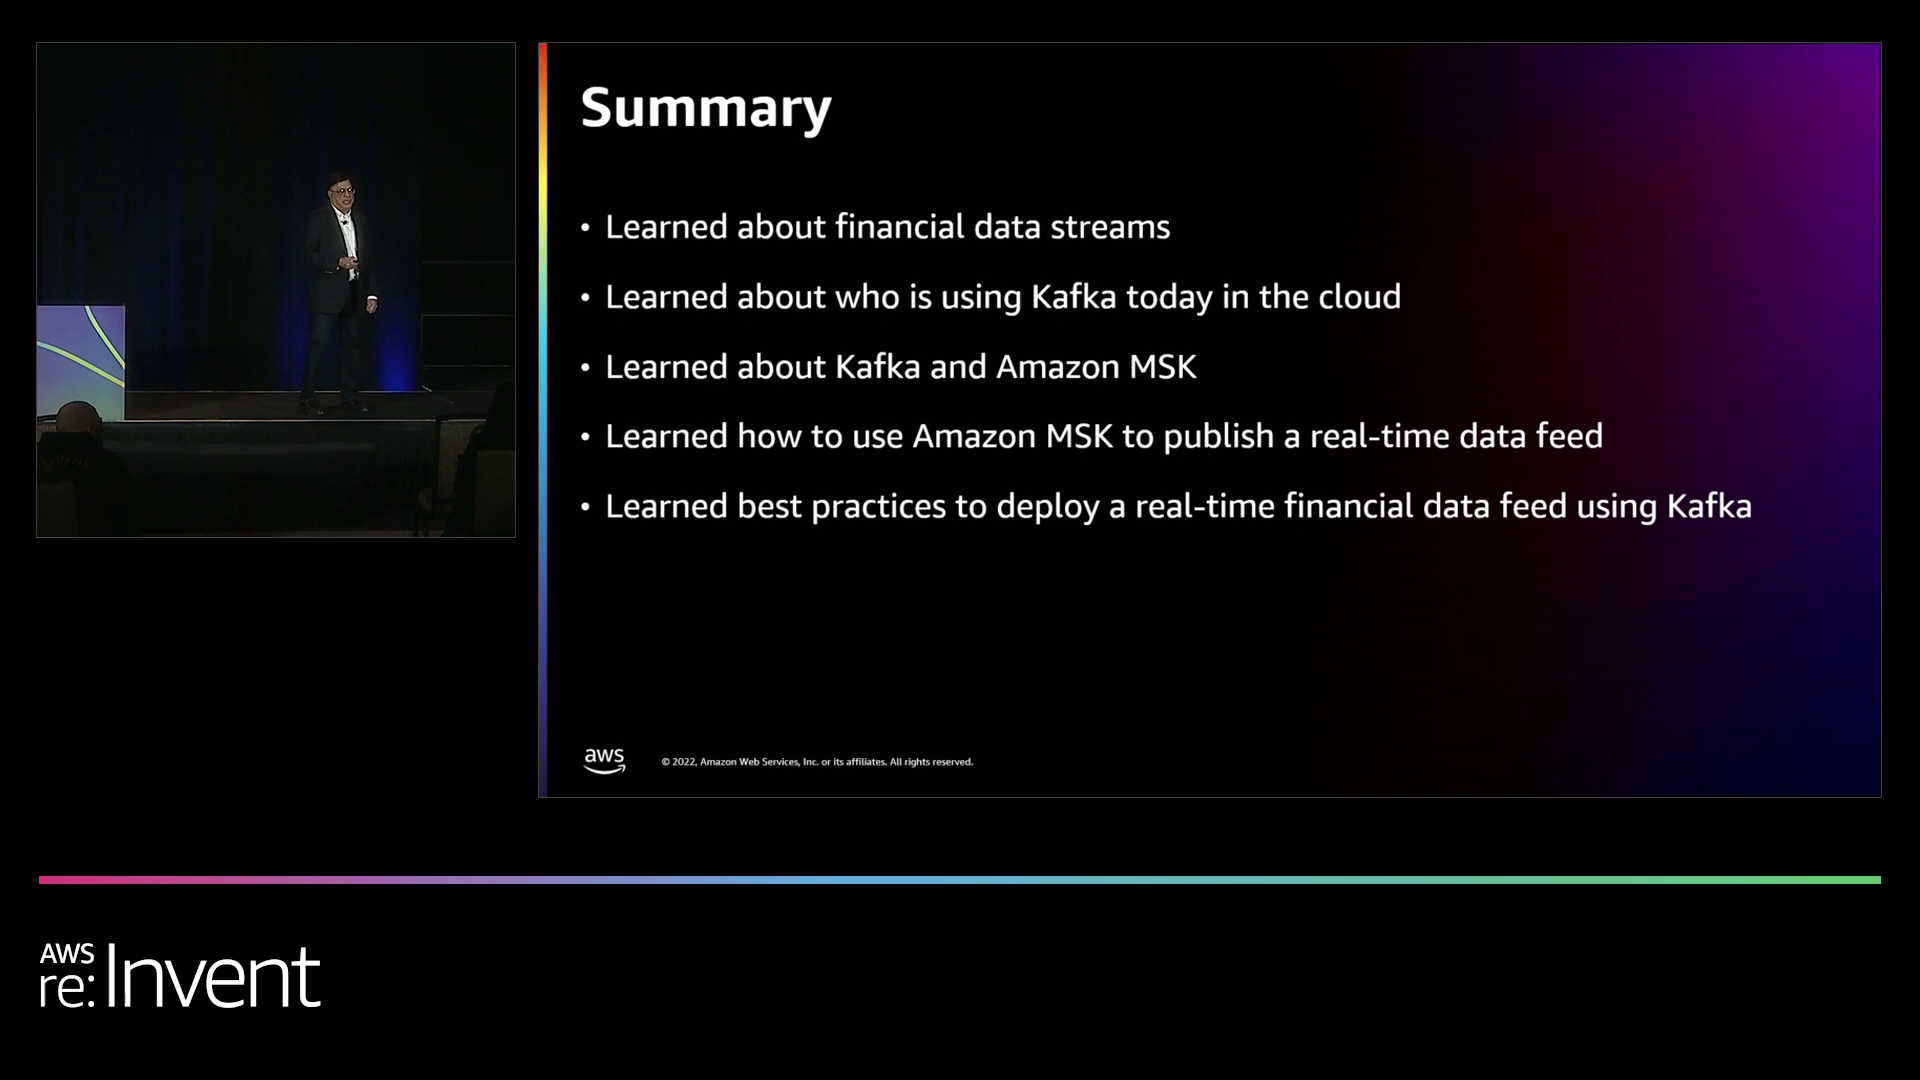 Summary
• Learned about financial data streams
• Learned about who is using Kafka today in the cloud
• Learned about Kafka and Amazon MSK
• Learned how to use Amazon MSK to publish a real-time data feed
• Learned best practices to deploy a real-time financial data feed using Kafka
aws
© 2022, Amazon Web Services, Inc. or its affiliates. All rights reserved.
AWS
re:Invent